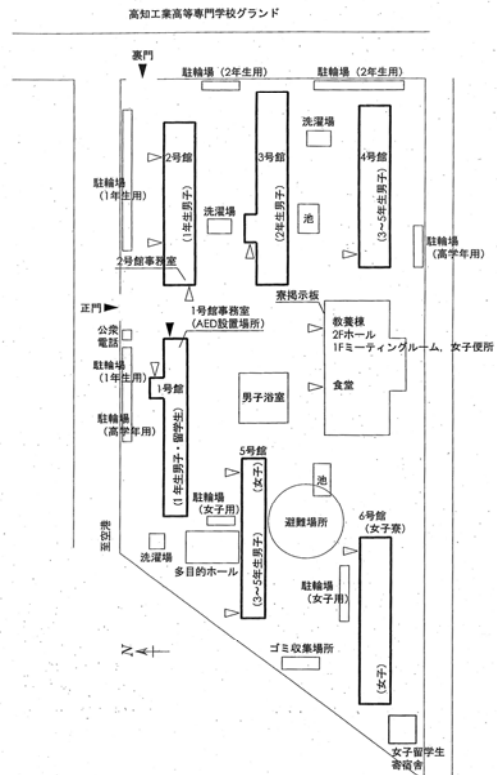 高知工業高等専門学校グランド
裏門
駐輪場（2年生用）
駐輪場（2年生用）
洗濯場
2号館
3号館
4号館
駐輪場
（1年生用）
（1年生男子）
洗濯場
（2年生男子）
池
（3～5年生男子）
駐輪場
（高学年用）
2号館事務室
正門
1号館事務室
（AED設置場所）
寮掲示板
教養棟
2Fホール
1Fミーティングルーム，女子便所
公衆
電話
駐輪場
（1年生用）
1号館
男子浴室
食堂
駐輪場
（高学年用）
（1年生男子・留学生）
5号館
（女子）
池
駐輪場
（女子用）
避難場所
6号館
（女子寮）
至空港
洗濯場
多目的ホール
（3～5年生男子）
駐輪場
（女子用）
N
ゴミ収集場所
（女子）
女子留学生
寄宿舎